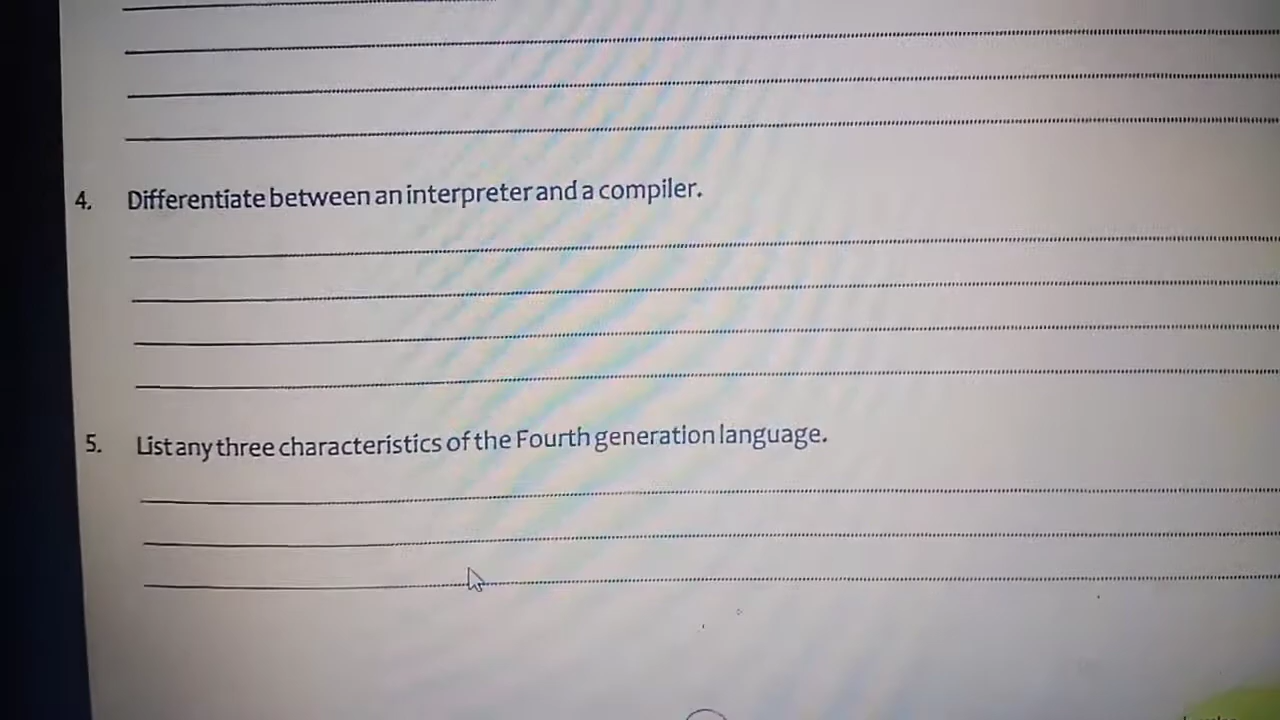 4. Differentiate between an interpreter and a compiler.
5. List any three characteristics of the Fourth generation language.